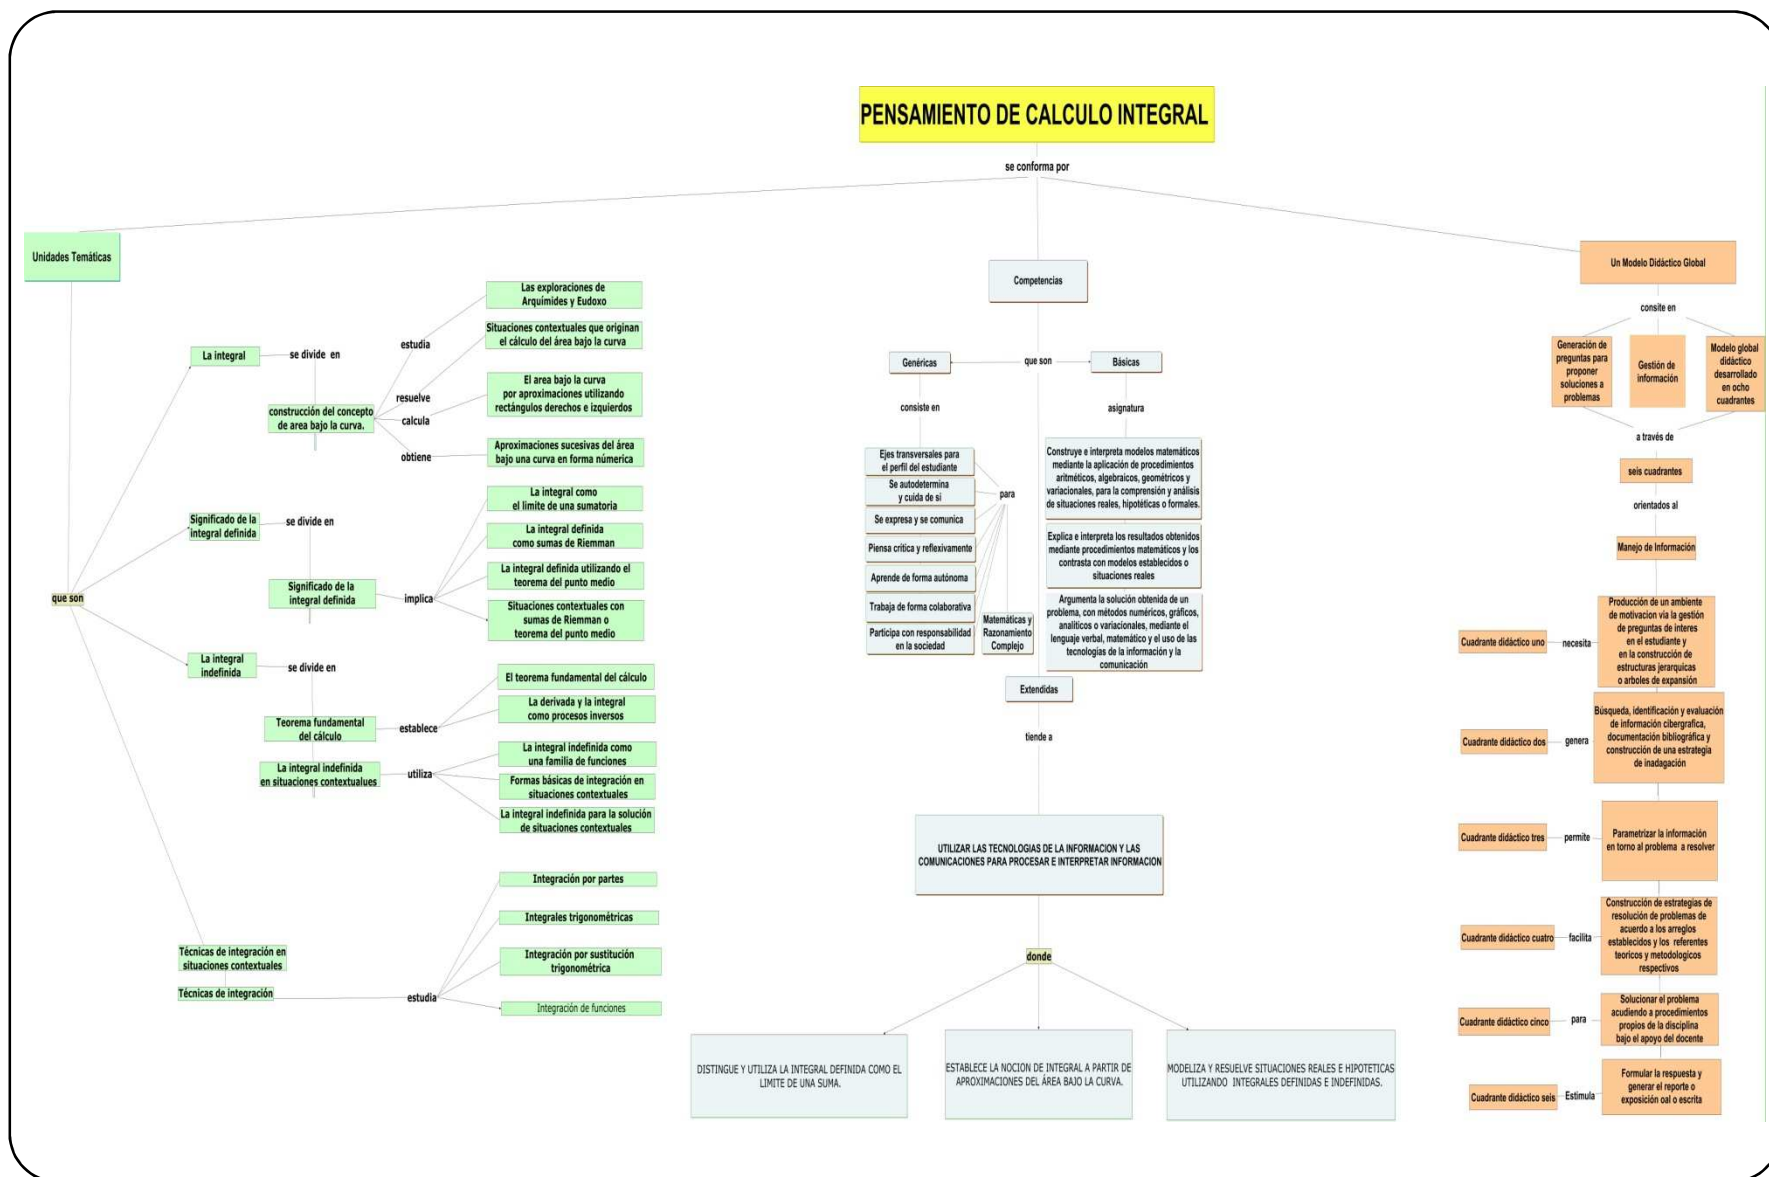 PENSAMIENTO DE CALCULO INTEGRAL
se conforma por
Unidades Temáticas
que son
La integral
se divide en
construcción del concepto
de area bajo la curva.
estudia
Las exploraciones de
Arquímides y Eudoxo
resuelve
Situaciones contextuales que originan
el cálculo del área bajo la curva
calcula
El area bajo la curva
por aproximaciones utilizando
rectángulos derechos e izquierdos
obtiene
Aproximaciones sucesivas del área
bajo una curva en forma númerica
Significado de la
integral definida
se divide en
Significado de la
integral definida
implica
La integral como
el limite de una sumatoria
La integral definida
como sumas de Riemman
La integral definida utilizando el
teorema del punto medio
Situaciones contextuales con
sumas de Riemman o
teorema del punto medio
La integral
indefinida
se divide en
Teorema fundamental
del cálculo
establece
El teorema fundamental del cálculo
La derivada y la integral
como procesos inversos
La integral indefinida
en situaciones contextualues
utiliza
La integral indefinida como
una familia de funciones
Formas básicas de integración en
situaciones contextuales
La integral indefinida para la solución
de situaciones contextuales
Técnicas de integración en
situaciones contextuales
Técnicas de integración
estudia
Integración por partes
Integrales trigonométricas
Integración por sustitución
trigonométrica
Integración de funciones
Competencias
que son
Genéricas
consiste en
Ejes transversales para
el perfil del estudiante
Se autodetermina
y cuida de si
Se expresa y se comunica
Piensa critica y reflexivamente
Aprende de forma autónoma
Trabaja de forma colaborativa
Participa con responsabilidad
en la sociedad
para
Matemáticas y
Razonamiento
Complejo
Básicas
asignatura
Construye e interpreta modelos matemáticos
mediante la aplicación de procedimientos
aritméticos, algebraicos, geométricos y
variacionales, para la comprensión y análisis
de situaciones reales, hipotéticas o formales.
Explica e interpreta los resultados obtenidos
mediante procedimientos matemáticos y los
contrasta con modelos establecidos o
situaciones reales
Argumenta la solución obtenida de un
problema, con métodos numéricos, gráficos,
analíticos o variacionales, mediante el
lenguaje verbal, matemático y el uso de las
tecnologías de la información y la
comunicación
Extendidas
tiende a
UTILIZAR LAS TECNOLOGIAS DE LA INFORMACION Y LAS
COMUNICACIONES PARA PROCESAR E INTERPRETAR INFORMACION
donde
DISTINGUE Y UTILIZA LA INTEGRAL DEFINIDA COMO EL
LIMITE DE UNA SUMA.
ESTABLECE LA NOCION DE INTEGRAL A PARTIR DE
APROXIMACIONES DEL ÁREA BAJO LA CURVA.
MODELIZA Y RESUELVE SITUACIONES REALES E HIPOTETICAS
UTILIZANDO INTEGRALES DEFINIDAS E INDEFINIDAS.
Un Modelo Didáctico Global
consite en
Generación de
preguntas para
proponer
soluciones a
problemas
Gestión de
información
Modelo global
didáctico
desarrollado
en ocho
cuadrantes
a través de
seis cuadrantes
orientados al
Manejo de Información
Cuadrante didáctico uno
necesita
Producción de un ambiente
de motivacion via la gestión
de preguntas de interes
en el estudiante y
en la construcción de
estructuras jerarquicas
o arboles de expansión
Cuadrante didáctico dos
genera
Búsqueda, identificación y evaluación
de información cibergrafica,
documentación bibliográfica y
construcción de una estrategia
de inadagación
Cuadrante didáctico tres
permite
Parametrizar la información
en torno al problema a resolver
Cuadrante didáctico cuatro
facilita
Construcción de estrategias de
resolución de problemas de
acuerdo a los arreglos
establecidos y los referentes
teoricos y metodologicos
respectivos
Cuadrante didáctico cinco
para
Solucionar el problema
acudiendo a procedimientos
propios de la disciplina
bajo el apoyo del docente
Cuadrante didáctico seis
Estimula
Formular la respuesta y
generar el reporte o
exposición oal o escrita